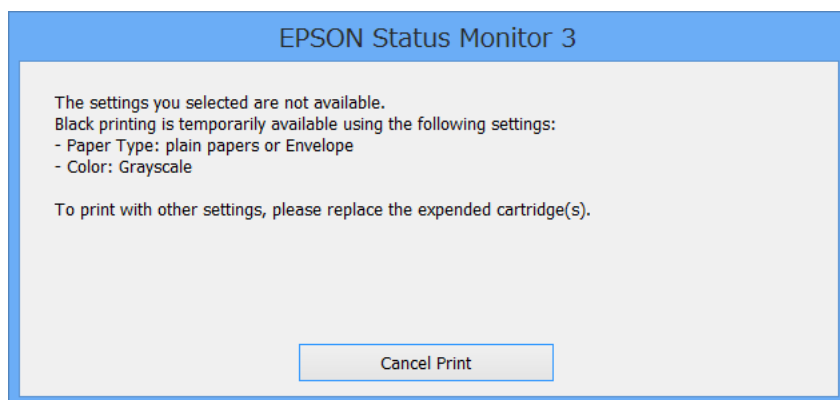 EPSON Status Monitor 3
The settings you selected are not available.
Black printing is temporarily available using the following settings:
- Paper Type: plain papers or Envelope
- Color: Grayscale
To print with other settings, please replace the expended cartridge(s).
Cancel Print